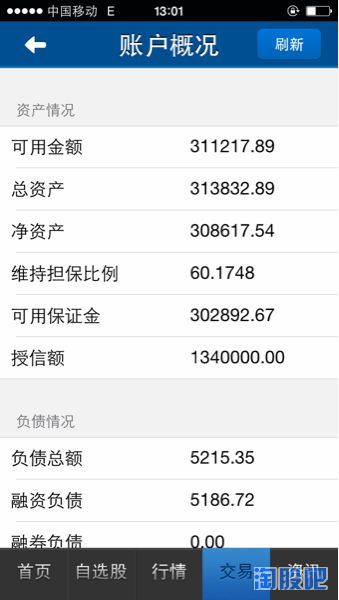 中国移动 E 13:01
账户概况 刷新
资产情况
可用金额 311217.89
总资产 313832.89
净资产 308617.54
维持担保比例 60.1748
可用保证金 302892.67
授信额 1340000.00
负债情况
负债总额 5215.35
融资负债 5186.72
融券负债 0.00
首页 自选股 行情 交易 资讯
淘股吧